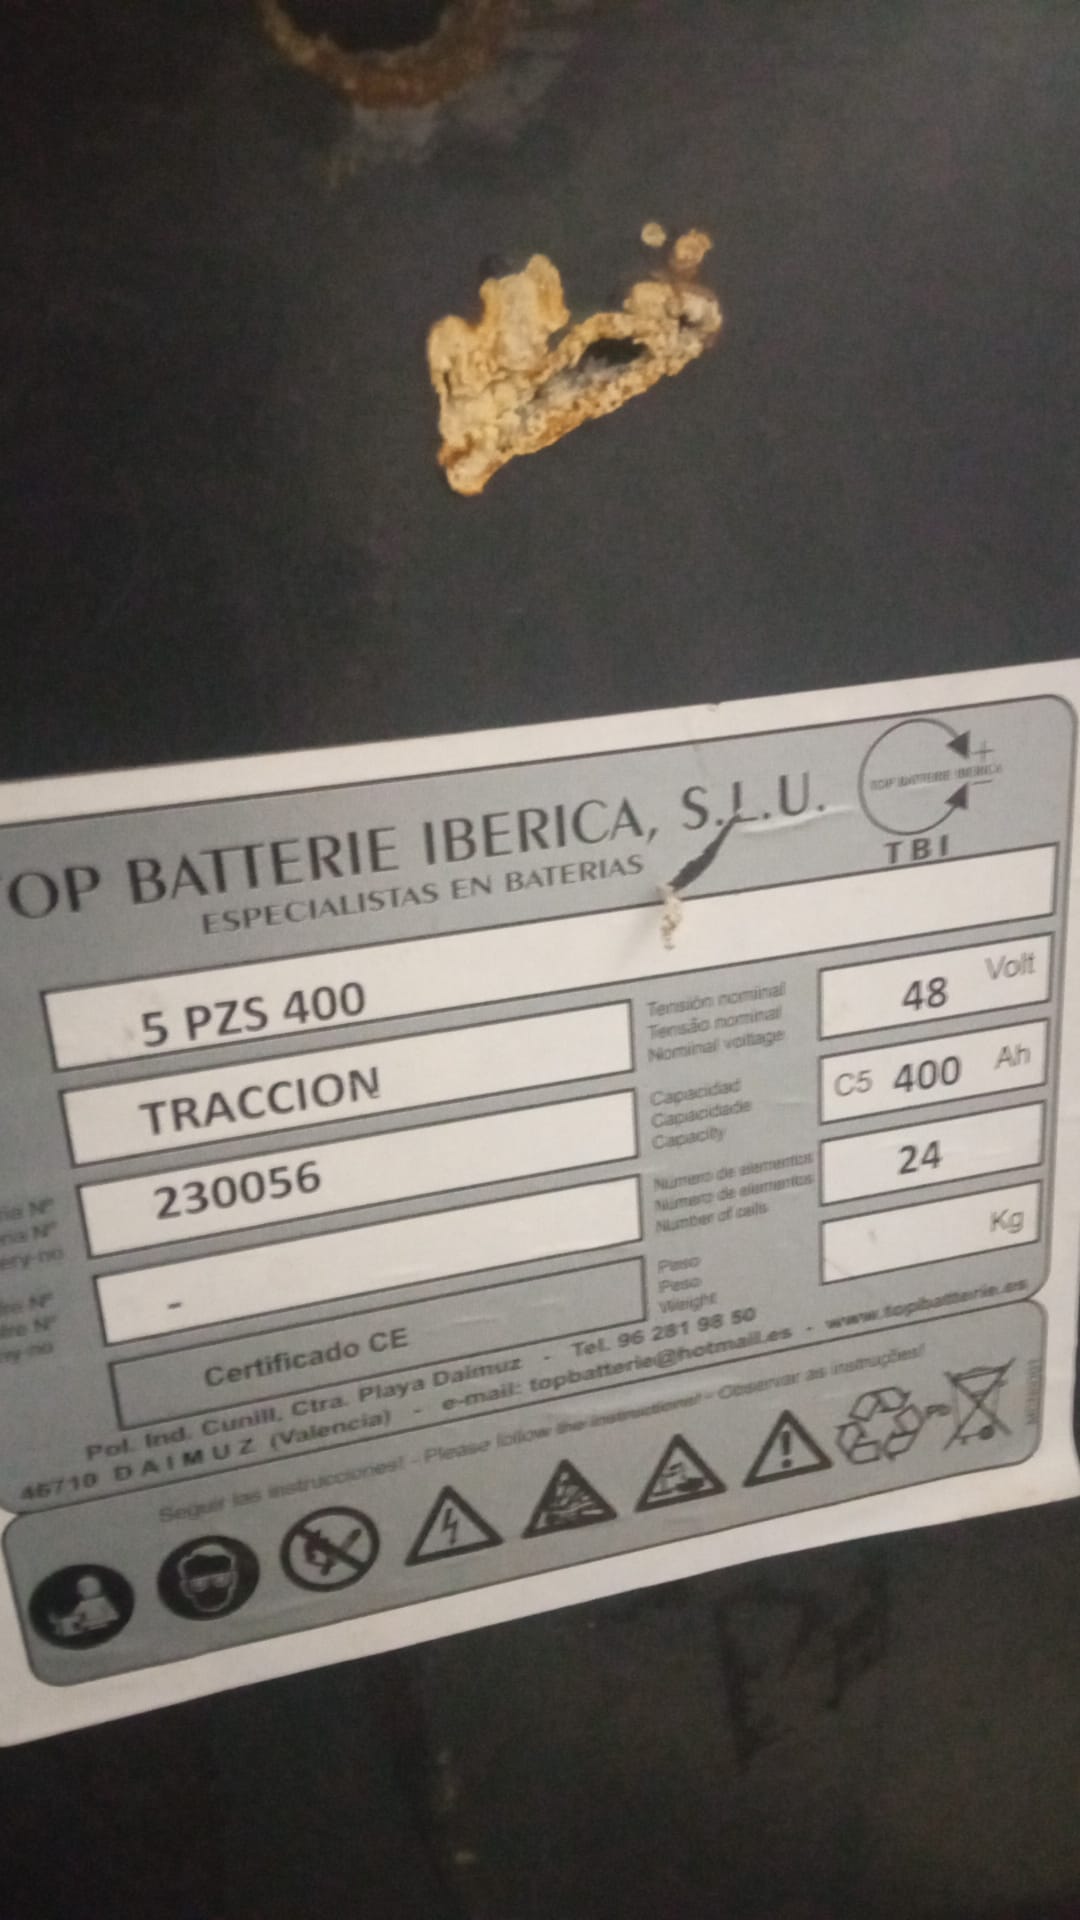 OP BATTERIE IBERICA, S.L.U.
ESPECIALISTAS EN BATERIAS
TOP BATTERIE IBERICA
TBI
5 PZS 400
TRACCION
230056
-
Certificado CE
Tensión nominal
Tensão nominal
Nominal voltage
48 Volt
Capacidad
Capacidade
Capacity
C5 400 Ah
Número de elementos
Número de elementos
Number of cells
24
Peso
Peso
Weight
Kg
Pol. Ind. Cunill, Ctra. Playa Daimuz - Tel. 96 281 98 50
46710 DAIMUZ (Valencia) - e-mail: topbatterie@hotmail.es - www.topbatterie.es
Seguir las instrucciones! - Please follow the instructions! - Observar as instruções!
Pb